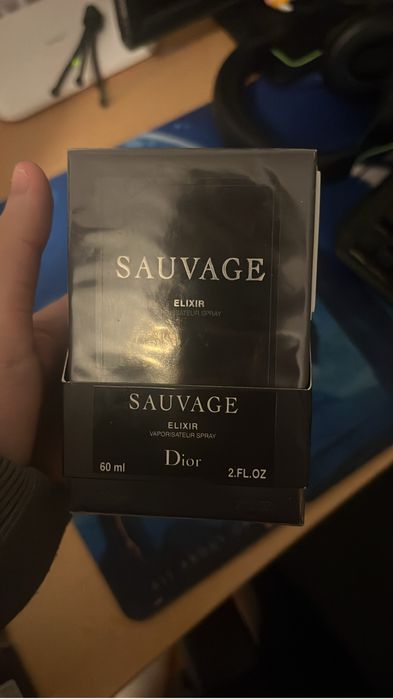 SAUVAGE
ELIXIR
VAPORISATEUR SPRAY
SAUVAGE
ELIXIR
VAPORISATEUR SPRAY
Dior
60 ml
2.FL.OZ